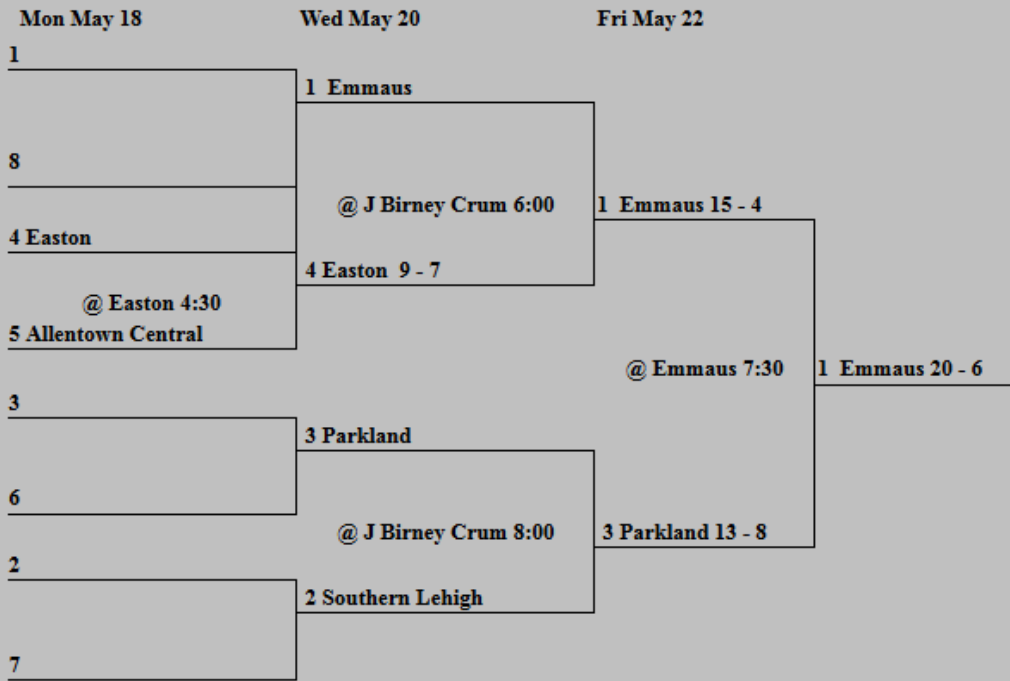 Mon May 18
Wed May 20
Fri May 22
1
8
4 Easton
@ Easton 4:30
5 Allentown Central
3
6
2
7
1 Emmaus
@ J Birney Crum 6:00
4 Easton 9 - 7
3 Parkland
@ J Birney Crum 8:00
2 Southern Lehigh
1 Emmaus 15 - 4
@ Emmaus 7:30
3 Parkland 13 - 8
1 Emmaus 20 - 6